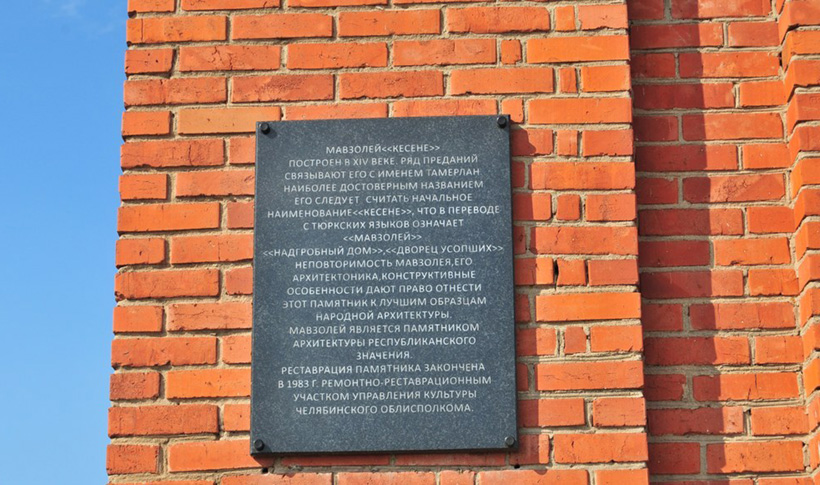 МАВЗОЛЕЙ<<КЕСЕНЕ>>
ПОСТРОЕН В XIV ВЕКЕ. РЯД ПРЕДАНИЙ
СВЯЗЫВАЮТ ЕГО С ИМЕНЕМ ТАМЕРЛАН
НАИБОЛЕЕ ДОСТОВЕРНЫМ НАЗВАНИЕМ
ЕГО СЛЕДУЕТ СЧИТАТЬ НАЧАЛЬНОЕ
НАИМЕНОВАНИЕ<<КЕСЕНЕ>>, ЧТО В ПЕРЕВОДЕ
С ТЮРКСКИХ ЯЗЫКОВ ОЗНАЧАЕТ
<<МАВЗОЛЕЙ>>
<<НАДГРОБНЫЙ ДОМ>>,<<ДВОРЕЦ УСОПШИХ>>
НЕПОВТОРИМОСТЬ МАВЗОЛЕЯ,ЕГО
АРХИТЕКТОНИКА,КОНСТРУКТИВНЫЕ
ОСОБЕННОСТИ ДАЮТ ПРАВО ОТНЕСТИ
ЭТОТ ПАМЯТНИК К ЛУЧШИМ ОБРАЗЦАМ
НАРОДНОЙ АРХИТЕКТУРЫ.
МАВЗОЛЕЙ ЯВЛЯЕТСЯ ПАМЯТНИКОМ
АРХИТЕКТУРЫ РЕСПУБЛИКАНСКОГО
ЗНАЧЕНИЯ.
РЕСТАВРАЦИЯ ПАМЯТНИКА ЗАКОНЧЕНА
В 1983 Г. РЕМОНТНО-РЕСТАВРАЦИОННЫМ
УЧАСТКОМ УПРАВЛЕНИЯ КУЛЬТУРЫ
ЧЕЛЯБИНСКОГО ОБЛИСПОЛКОМА.